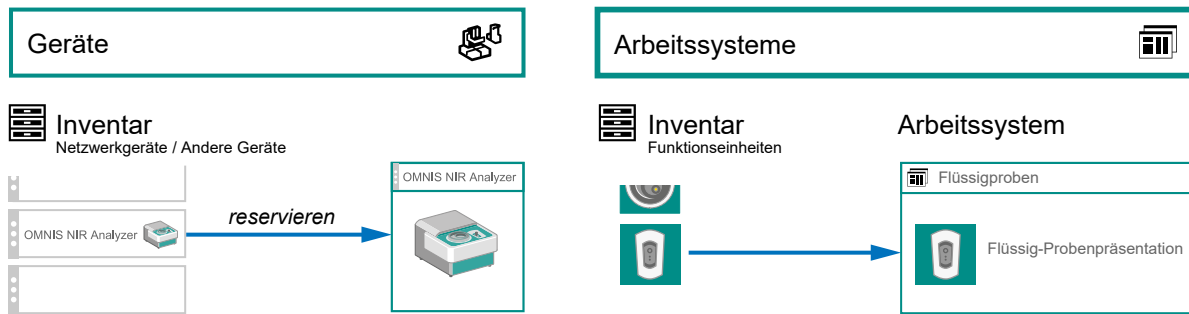 Geräte
Inventar
Netzwerkgeräte / Andere Geräte
OMNIS NIR Analyzer
reservieren
OMNIS NIR Analyzer
Arbeitssysteme
Inventar
Funktionseinheiten
Arbeitssystem
Flüssigproben
Flüssig-Probenpräsentation